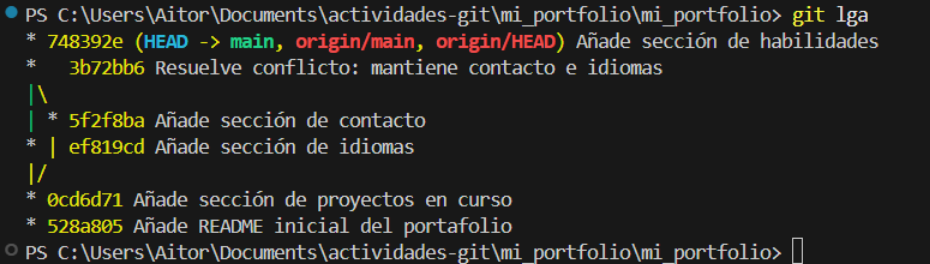 PS C:\Users\Aitor\Documents\actividades-git\mi_portfolio\mi_portfolio> git lga
* 748392e (HEAD -> main, origin/main, origin/HEAD) Añade sección de habilidades
*   3b72bb6 Resuelve conflicto: mantiene contacto e idiomas
|\
| * 5f2f8ba Añade sección de contacto
* | ef819cd Añade sección de idiomas
|/
* 0cd6d71 Añade sección de proyectos en curso
* 528a805 Añade README inicial del portafolio
PS C:\Users\Aitor\Documents\actividades-git\mi_portfolio\mi_portfolio>